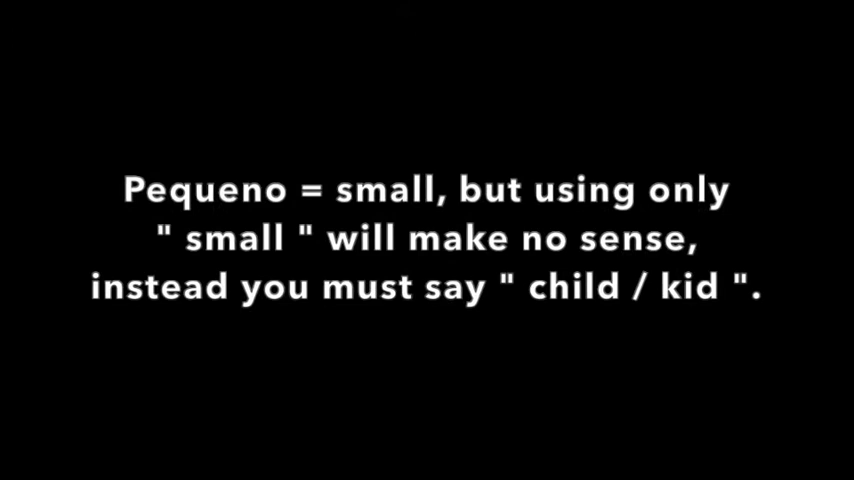 Pequeno = small, but using only
" small " will make no sense,
instead you must say " child / kid ".